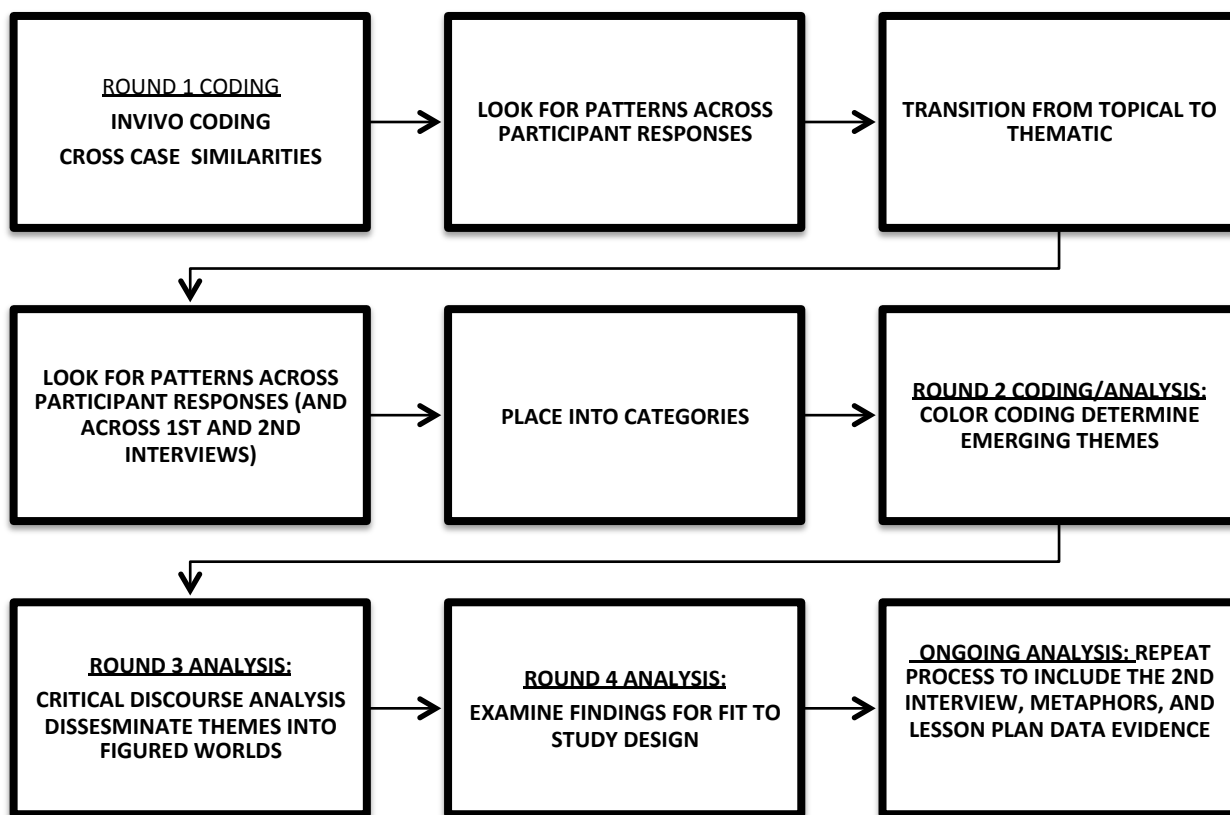 ROUND 1 CODING
INVIVO CODING
CROSS CASE SIMILARITIES
LOOK FOR PATTERNS ACROSS
PARTICIPANT RESPONSES
TRANSITION FROM TOPICAL TO
THEMATIC
LOOK FOR PATTERNS ACROSS
PARTICIPANT RESPONSES (AND
ACROSS 1ST AND 2ND
INTERVIEWS)
PLACE INTO CATEGORIES
ROUND 2 CODING/ANALYSIS:
COLOR CODING DETERMINE
EMERGING THEMES
ROUND 3 ANALYSIS:
CRITICAL DISCOURSE ANALYSIS
DISSESMINATE THEMES INTO
FIGURED WORLDS
ROUND 4 ANALYSIS:
EXAMINE FINDINGS FOR FIT TO
STUDY DESIGN
ONGOING ANALYSIS: REPEAT
PROCESS TO INCLUDE THE 2ND
INTERVIEW, METAPHORS, AND
LESSON PLAN DATA EVIDENCE